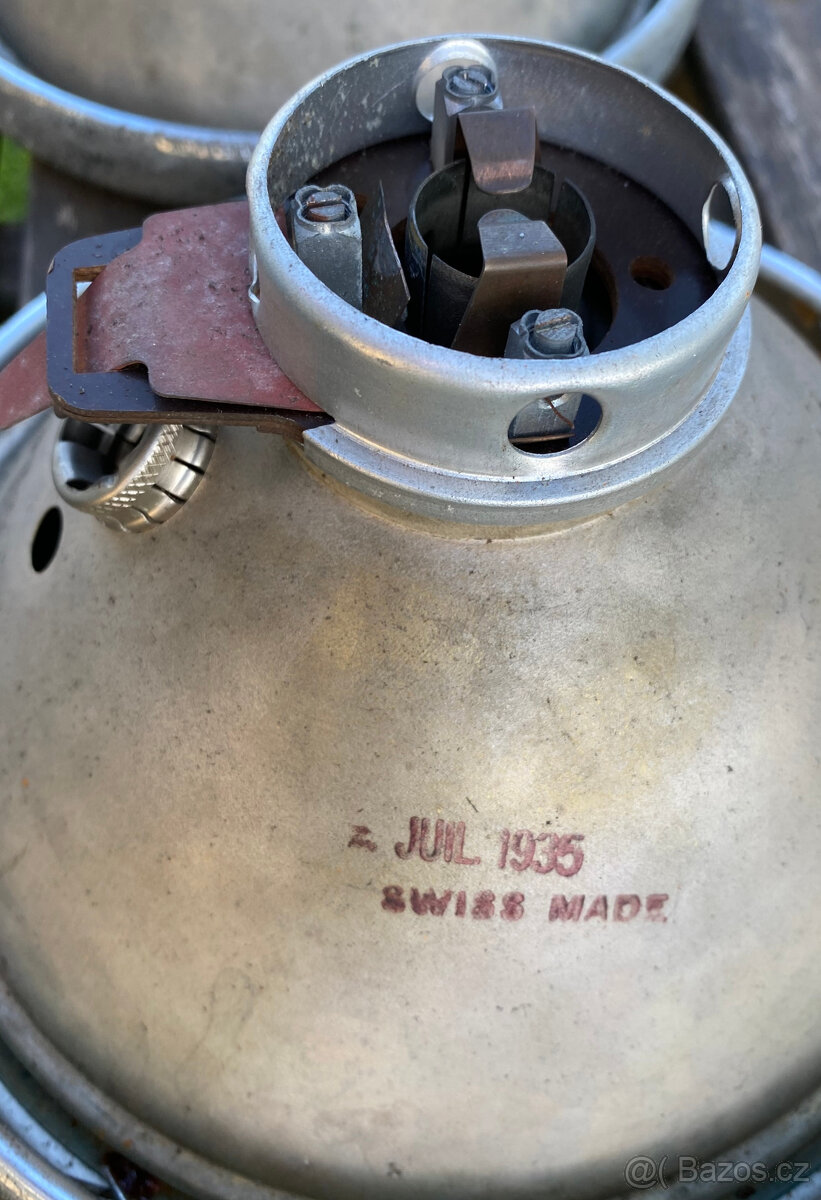 2. JUIL 1935
SWISS MADE
@( Bazos.cz